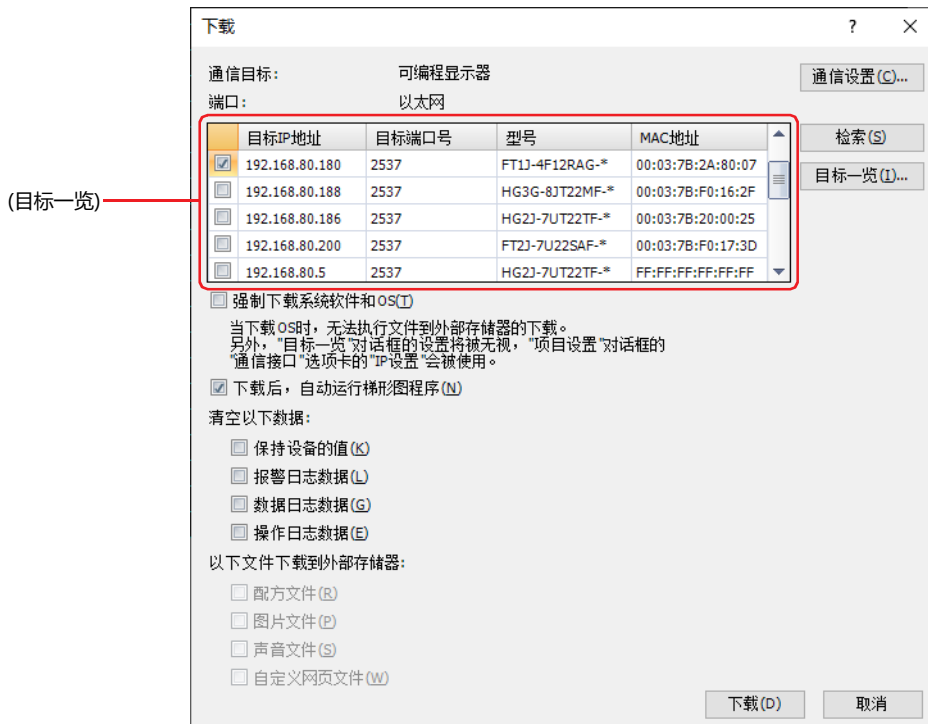 下载
?
通信目标: 可编程显示器
通信设置(C)...
端口: 以太网
目标IP地址 目标端口号 型号 MAC地址
检索(S)
192.168.80.180 2537 FT1J-4F12RAG-* 00:03:7B:2A:80:07
目标一览(I)...
192.168.80.188 2537 HG3G-8JT22MF-* 00:03:7B:F0:16:2F
(目标一览)
192.168.80.186 2537 HG2J-7UT22TF-* 00:03:7B:20:00:25
192.168.80.200 2537 FT2J-7U22SAF-* 00:03:7B:F0:17:3D
192.168.80.5 2537 HG2J-7UT22TF-* FF:FF:FF:FF:FF:FF
强制下载系统软件和OS(T)
当下载OS时，无法执行文件到外部存储器的下载。
另外，"目标一览"对话框的设置将被无视，"项目设置"对话框的
"通信接口"选项卡的"IP设置"会被使用。
下载后，自动运行梯形图程序(N)
清空以下数据:
保持设备的值(K)
报警日志数据(L)
数据日志数据(G)
操作日志数据(E)
以下文件下载到外部存储器:
配方文件(R)
图片文件(P)
声音文件(S)
自定义网页文件(W)
下载(D) 取消